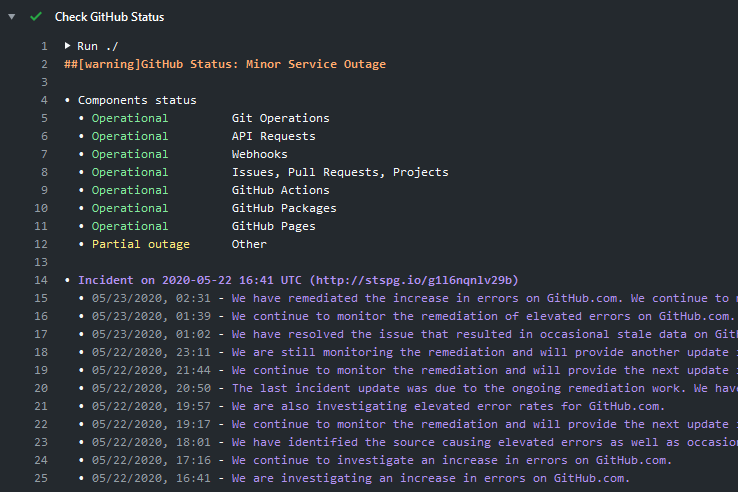 Check GitHub Status
1 Run ./
2 ##[warning]GitHub Status: Minor Service Outage
3
4 • Components status
5 • Operational Git Operations
6 • Operational API Requests
7 • Operational Webhooks
8 • Operational Issues, Pull Requests, Projects
9 • Operational GitHub Actions
10 • Operational GitHub Packages
11 • Operational GitHub Pages
12 • Partial outage Other
13
14 • Incident on 2020-05-22 16:41 UTC (http://stspg.io/g1l6nqnlv29b)
15 • 05/23/2020, 02:31 - We have remediated the increase in errors on GitHub.com. We continue to
16 • 05/23/2020, 01:39 - We continue to monitor the remediation of elevated errors on GitHub.com.
17 • 05/23/2020, 01:02 - We have resolved the issue that resulted in occasional stale data on GitH
18 • 05/22/2020, 23:11 - We are still monitoring the remediation and will provide another update
19 • 05/22/2020, 21:44 - We continue to monitor the remediation and will provide the next update
20 • 05/22/2020, 20:50 - The last incident update was due to the ongoing remediation work. We have
21 • 05/22/2020, 19:57 - We are also investigating elevated error rates for GitHub.com.
22 • 05/22/2020, 19:17 - We continue to monitor the remediation and will provide the next update
23 • 05/22/2020, 18:01 - We have identified the source causing elevated errors as well as occasion
24 • 05/22/2020, 17:16 - We continue to investigate an increase in errors on GitHub.com.
25 • 05/22/2020, 16:41 - We are investigating an increase in errors on GitHub.com.